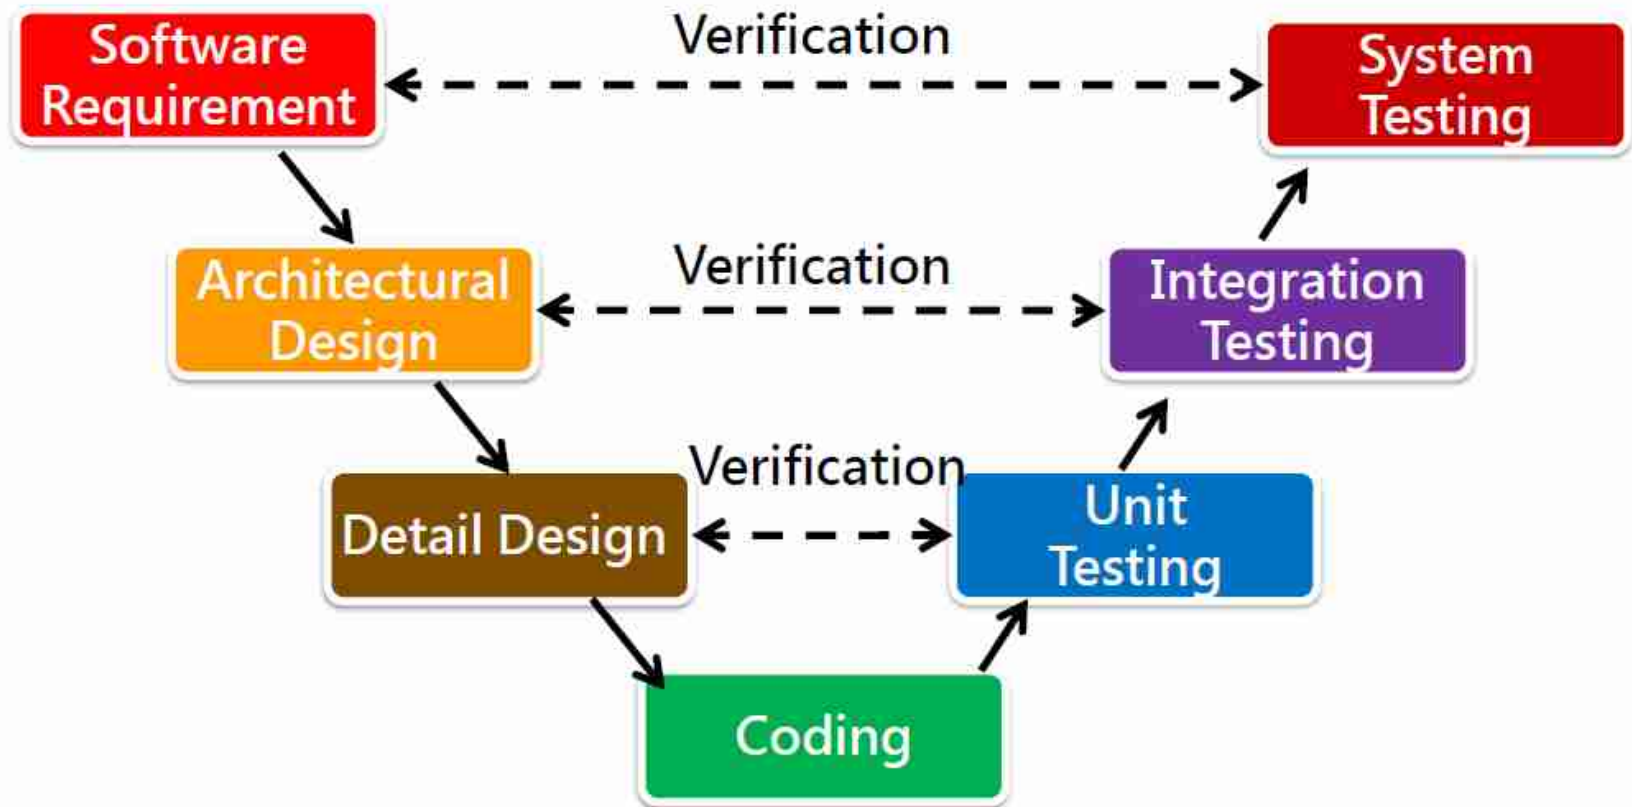 Software
Requirement
Verification
System
Testing
Architectural
Design
Verification
Integration
Testing
Detail Design
Verification
Unit
Testing
Coding